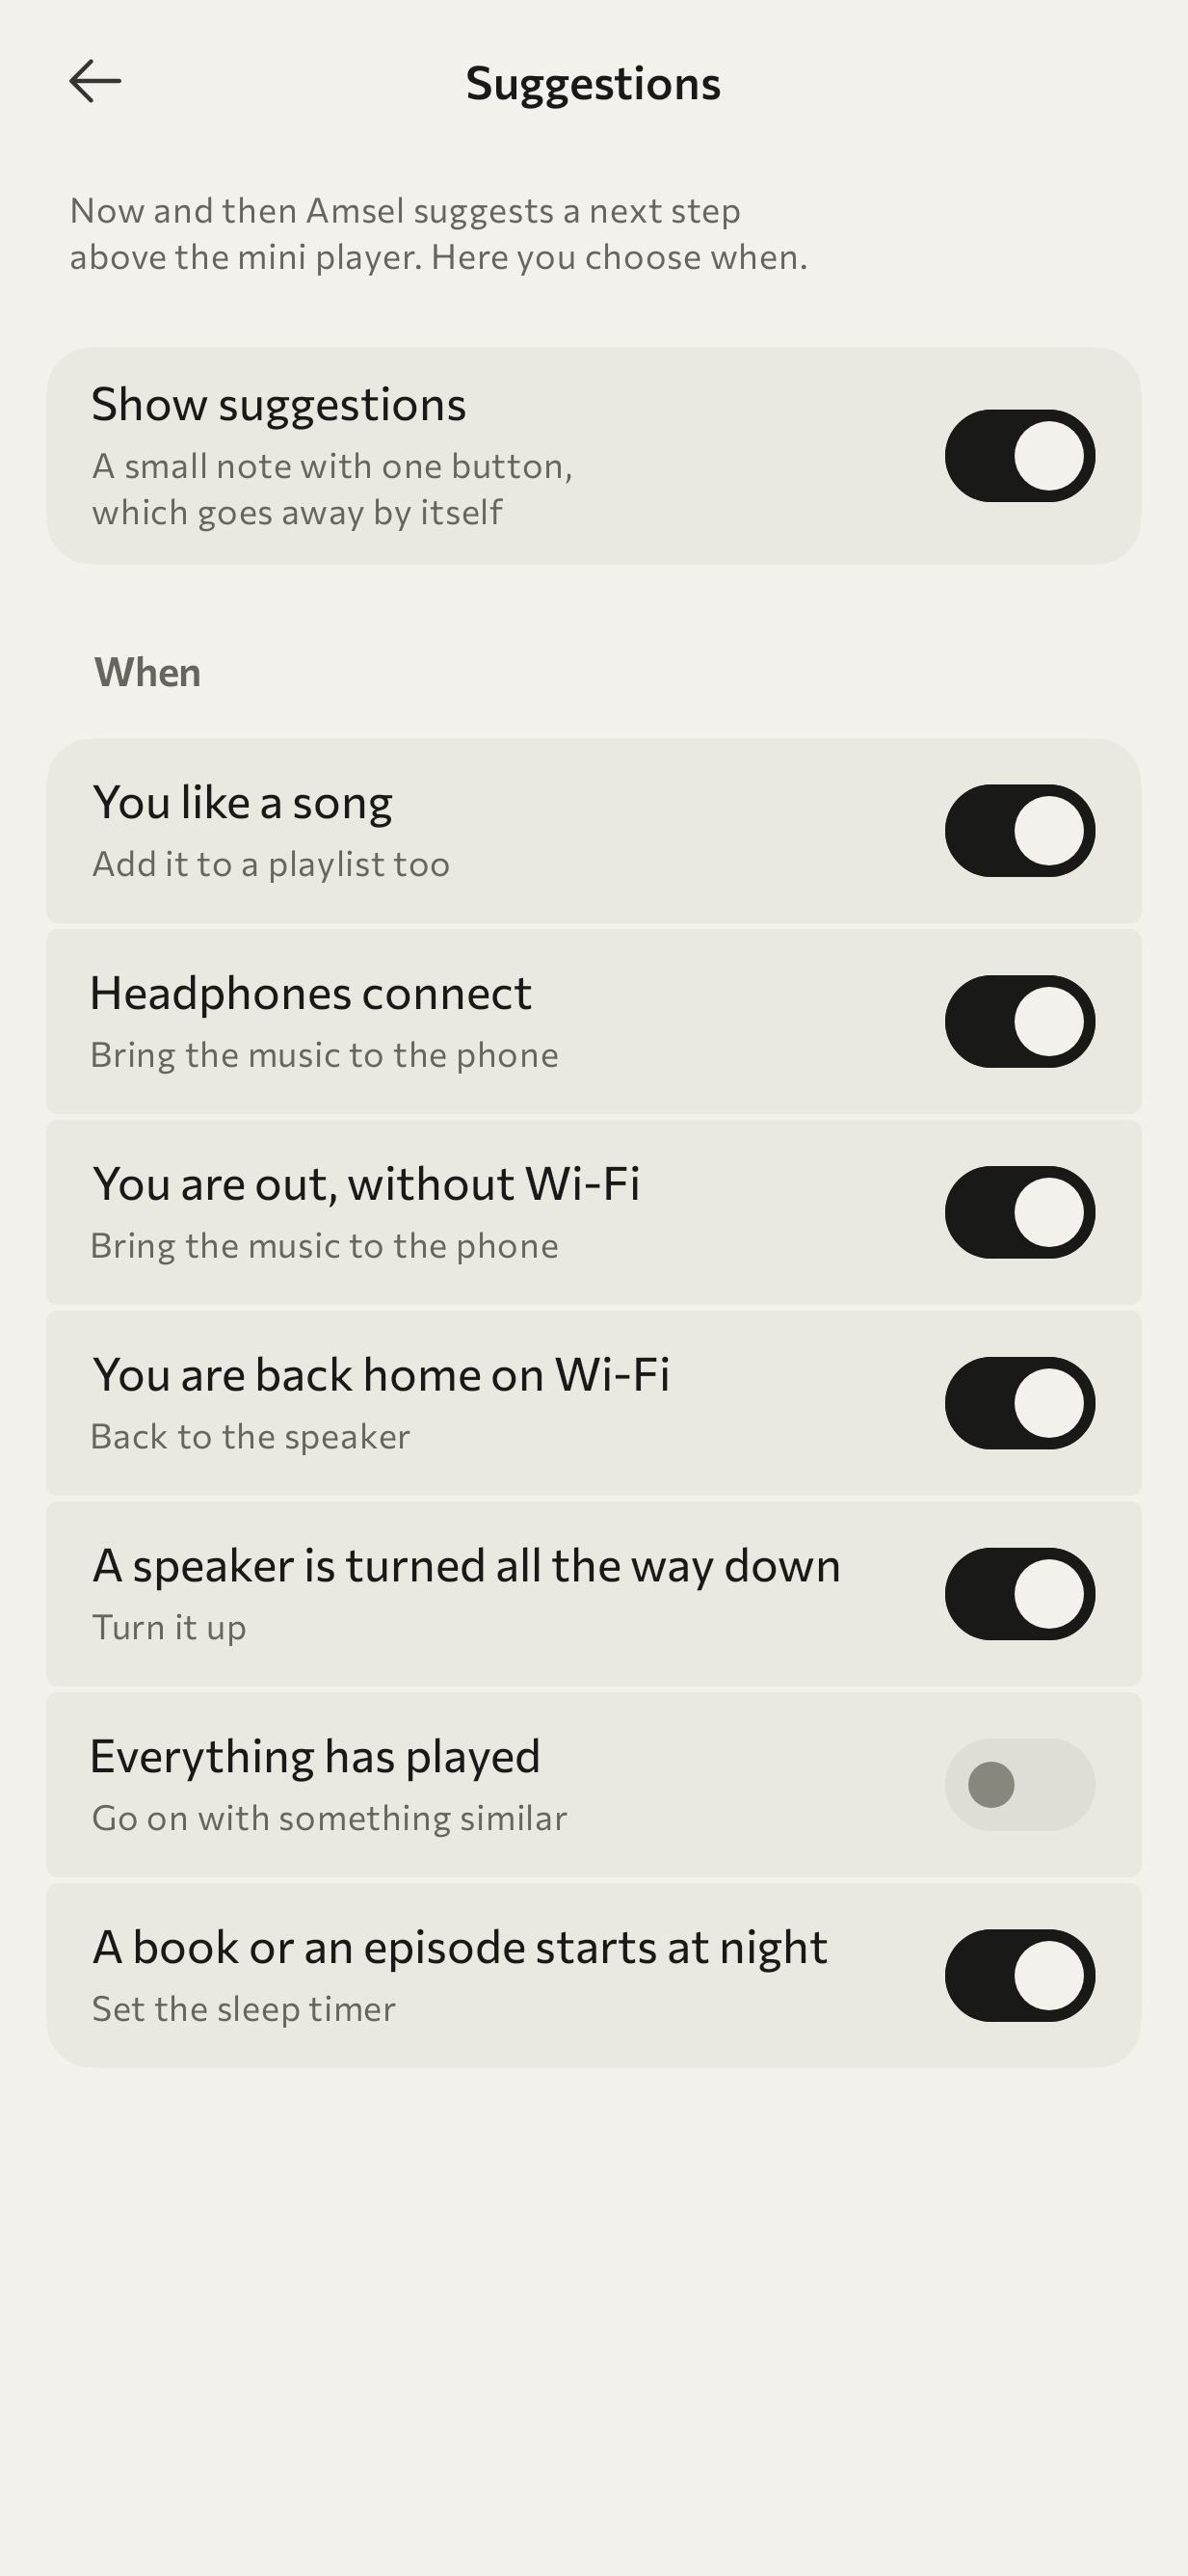 Suggestions
Now and then Amsel suggests a next step
above the mini player. Here you choose when.
Show suggestions
A small note with one button,
which goes away by itself
When
You like a song
Add it to a playlist too
Headphones connect
Bring the music to the phone
You are out, without Wi-Fi
Bring the music to the phone
You are back home on Wi-Fi
Back to the speaker
A speaker is turned all the way down
Turn it up
Everything has played
Go on with something similar
A book or an episode starts at night
Set the sleep timer